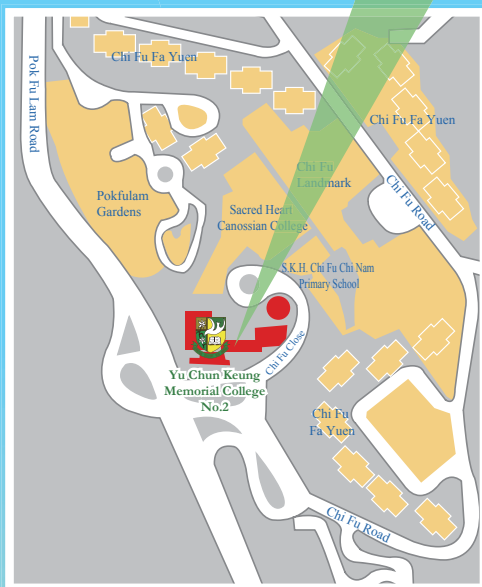 Chi Fu Fa Yuen
Pok Fu Lam Road
Chi Fu Fa Yuen
Chi Fu
Landmark
Pokfulam
Gardens
Chi Fu Road
Sacred Heart
Canossian College
S.K.H. Chi Fu Chi Nam
Primary School
Chi Fu Close
Yu Chun Keung
Memorial College
No.2
Chi Fu
Fa Yuen
Chi Fu Road